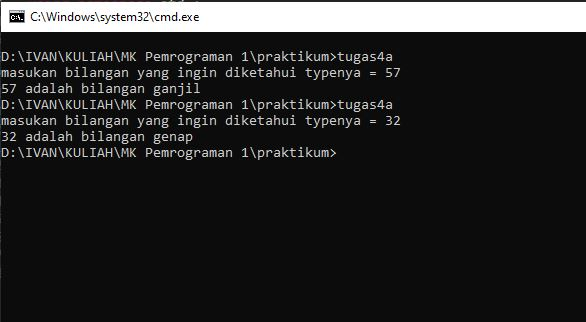 C:\Windows\system32\cmd.exe
D:\IVAN\KULIAH\MK Pemrograman 1\praktikum>tugas4a
masukan bilangan yang ingin diketahui typenya = 57
57 adalah bilangan ganjil
D:\IVAN\KULIAH\MK Pemrograman 1\praktikum>tugas4a
masukan bilangan yang ingin diketahui typenya = 32
32 adalah bilangan genap
D:\IVAN\KULIAH\MK Pemrograman 1\praktikum>